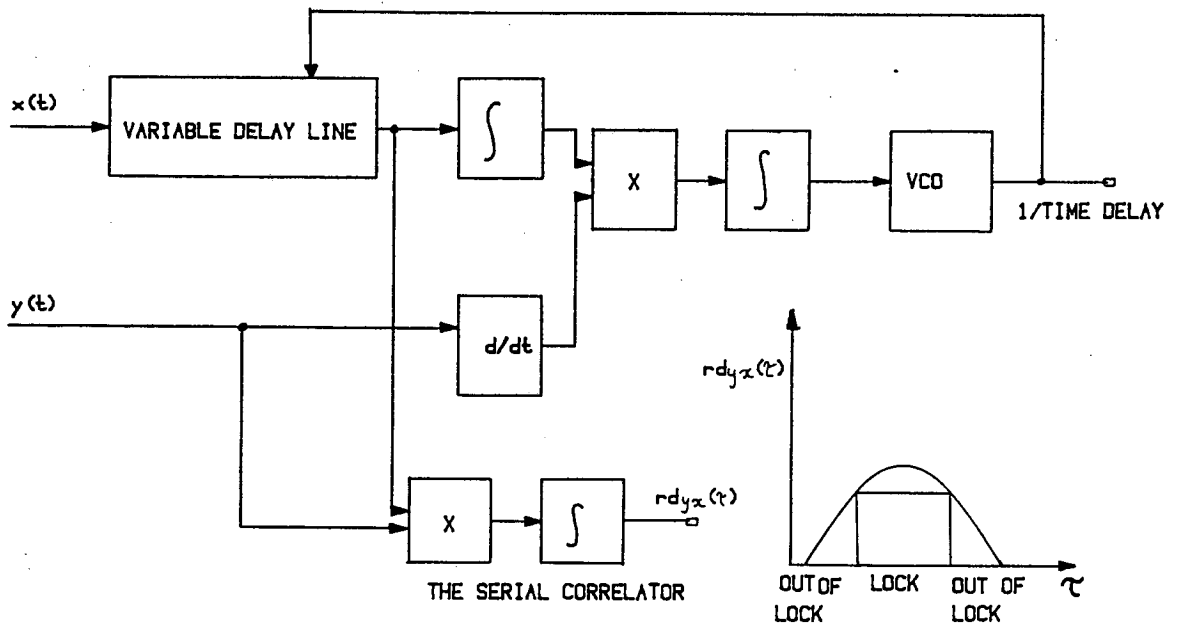 x(t)
VARIABLE DELAY LINE
∫
X
∫
VCO
1/TIME DELAY
y(t)
d/dt
rdyx(τ)
X
∫
rdyx(τ)
THE SERIAL CORRELATOR
OUT OF
LOCK
LOCK
OUT OF
LOCK
τ